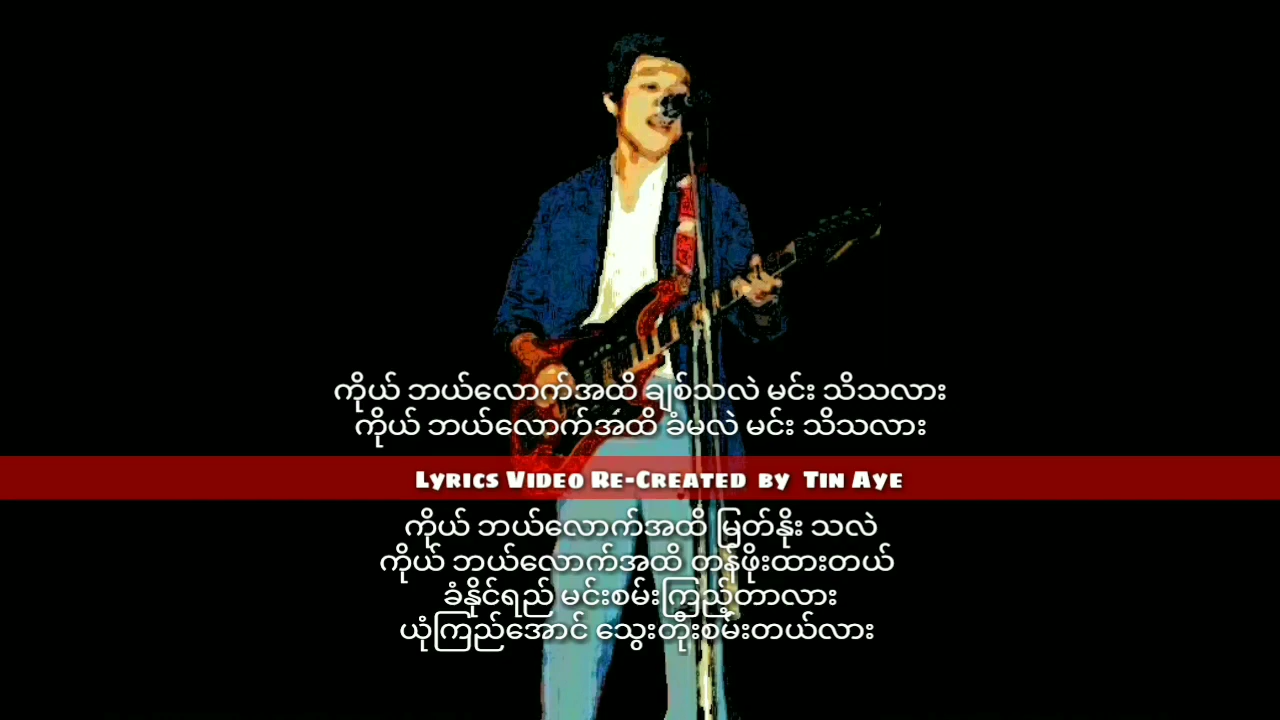 ကိုယ် ဘယ်လောက်အထိ ချစ်သလဲ မင်း သိသလား
ကိုယ် ဘယ်လောက်အထိ ခံမလဲ မင်း သိသလား
Lyrics Video Re-Created by Tin Aye
ကိုယ် ဘယ်လောက်အထိ မြတ်နိုး သလဲ
ကိုယ် ဘယ်လောက်အထိ တန်ဖိုးထားတယ်
ခံနိုင်ရည် မင်းစမ်းကြည့်တာလား
ယုံကြည်အောင် သွေးတိုးစမ်းတယ်လား